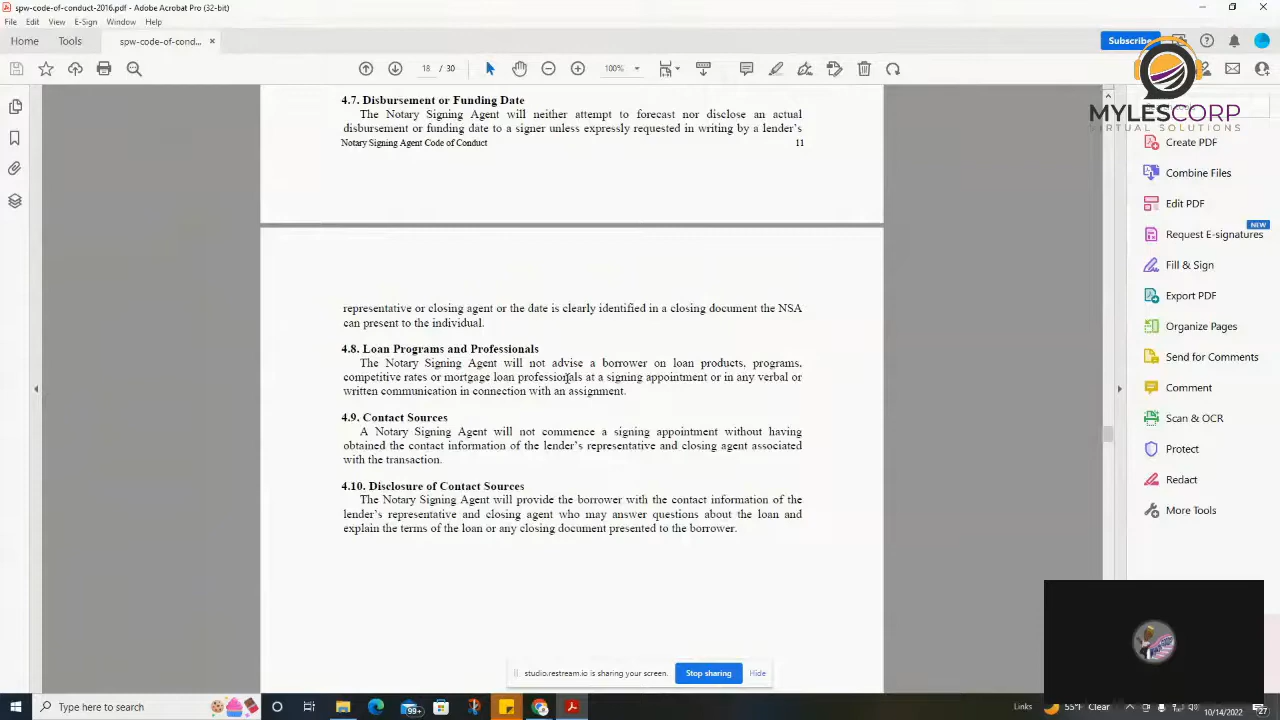 spw-code-of-conduct-2016.pdf - Adobe Acrobat Pro (32-bit)
File Edit View E-Sign Window Help
Home Tools spw-code-of-cond... × Subscribe
18 / 30 100%
MYLESCORP
VIRTUAL SOLUTIONS
4.7. Disbursement or Funding Date
The Notary Signing Agent will neither attempt to forecast nor disclose an actual
disbursement or funding date to a signer unless expressly requested in writing by a lender's
Notary Signing Agent Code of Conduct 11
representative or closing agent or the date is clearly identified in a closing document the NSA
can present to the individual.
4.8. Loan Programs and Professionals
The Notary Signing Agent will not advise a borrower on loan products, programs,
competitive rates or mortgage loan professionals at a signing appointment or in any verbal or
written communication in connection with an assignment.
4.9. Contact Sources
A Notary Signing Agent will not commence a signing appointment without having
obtained the contact information of the lender's representative and closing agent associated
with the transaction.
4.10. Disclosure of Contact Sources
The Notary Signing Agent will provide the borrower with the contact information of the
lender's representative and closing agent who may answer questions about the loan and
explain the terms of the loan or any closing document presented to the borrower.
Create PDF
Combine Files
Edit PDF
NEW
Request E-signatures
Fill & Sign
Export PDF
Organize Pages
Send for Comments
Comment
Scan & OCR
Protect
Redact
More Tools
studio.restream.io is sharing your screen. Stop sharing Hide
Type here to search
99+
Links
55° Clear
10/14/2022
27